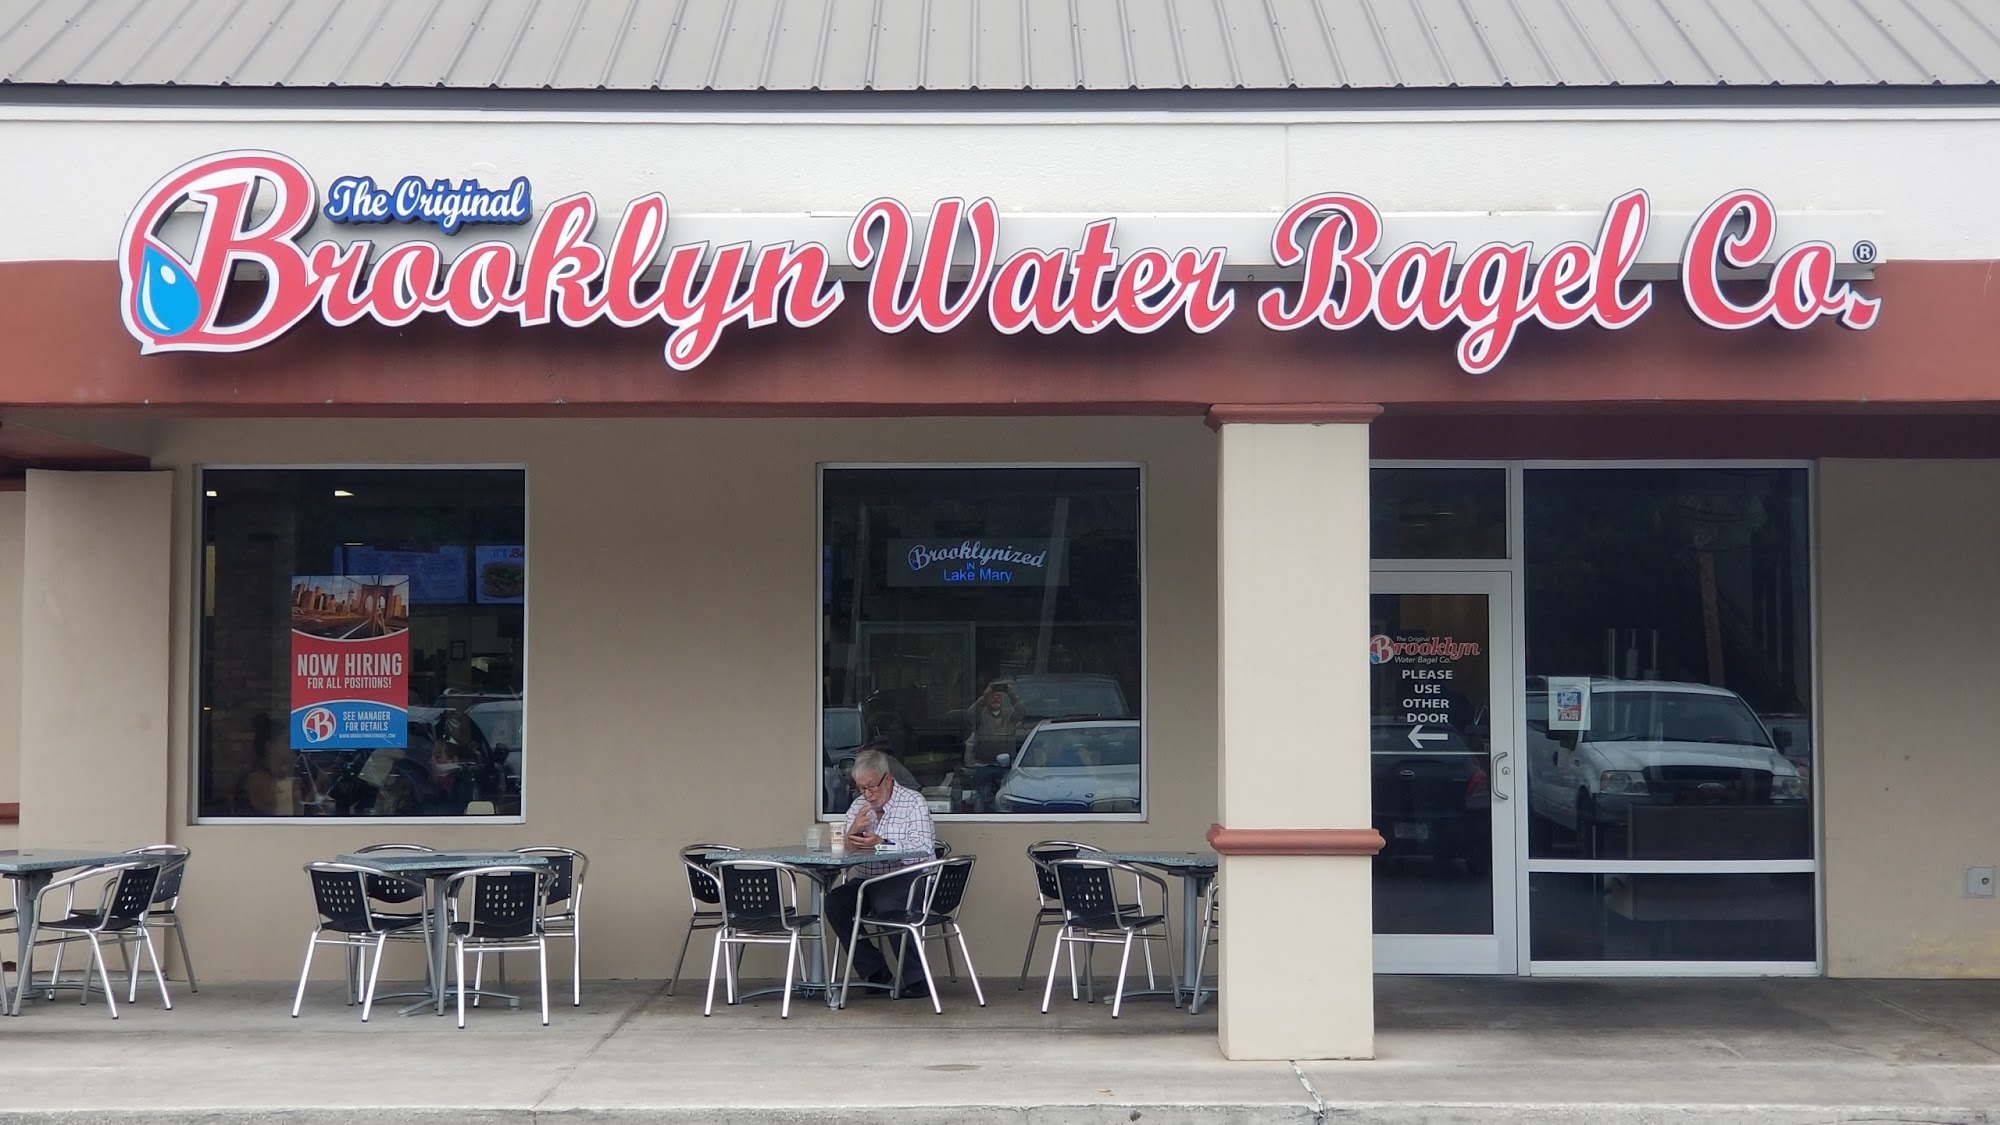 The Original
Brooklyn Water Bagel Co.®
Brooklynized
IN
Lake Mary
NOW HIRING
FOR ALL POSITIONS!
B SEE MANAGER
FOR DETAILS
The Original
Brooklyn
Water Bagel Co.
PLEASE
USE
OTHER
DOOR